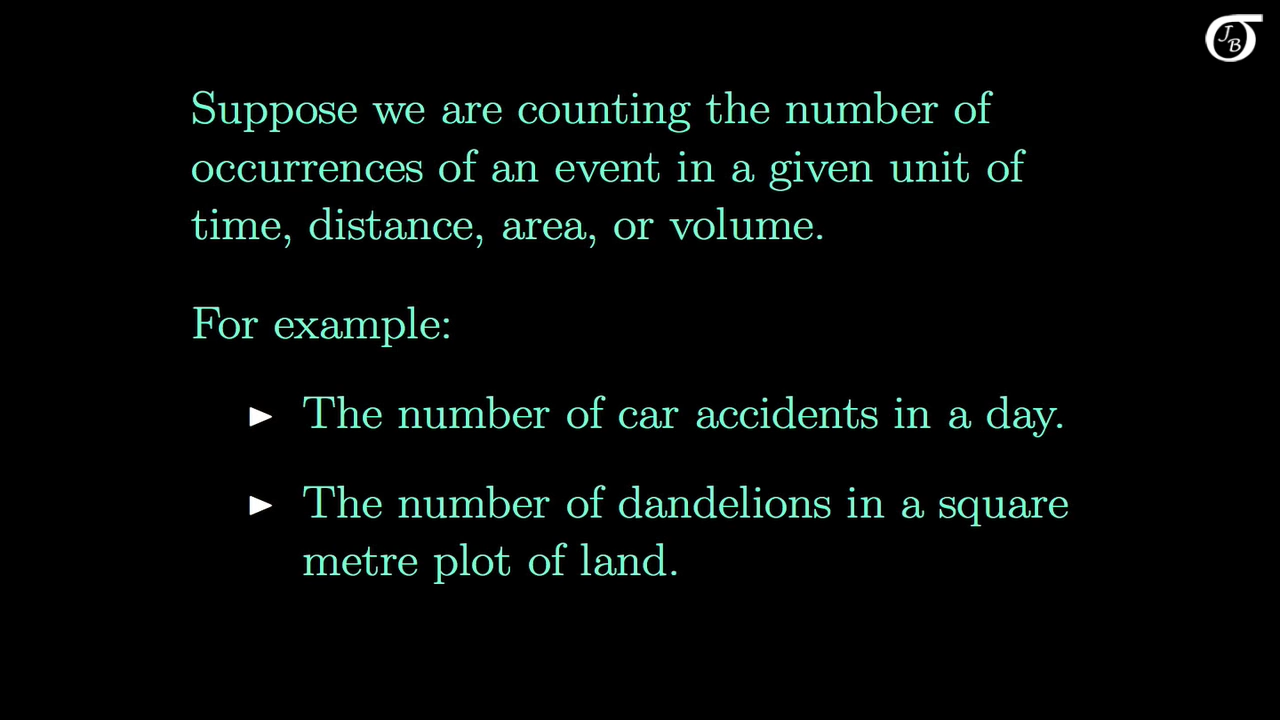 J
B
Suppose we are counting the number of
occurrences of an event in a given unit of
time, distance, area, or volume.
For example:
► The number of car accidents in a day.
► The number of dandelions in a square
metre plot of land.